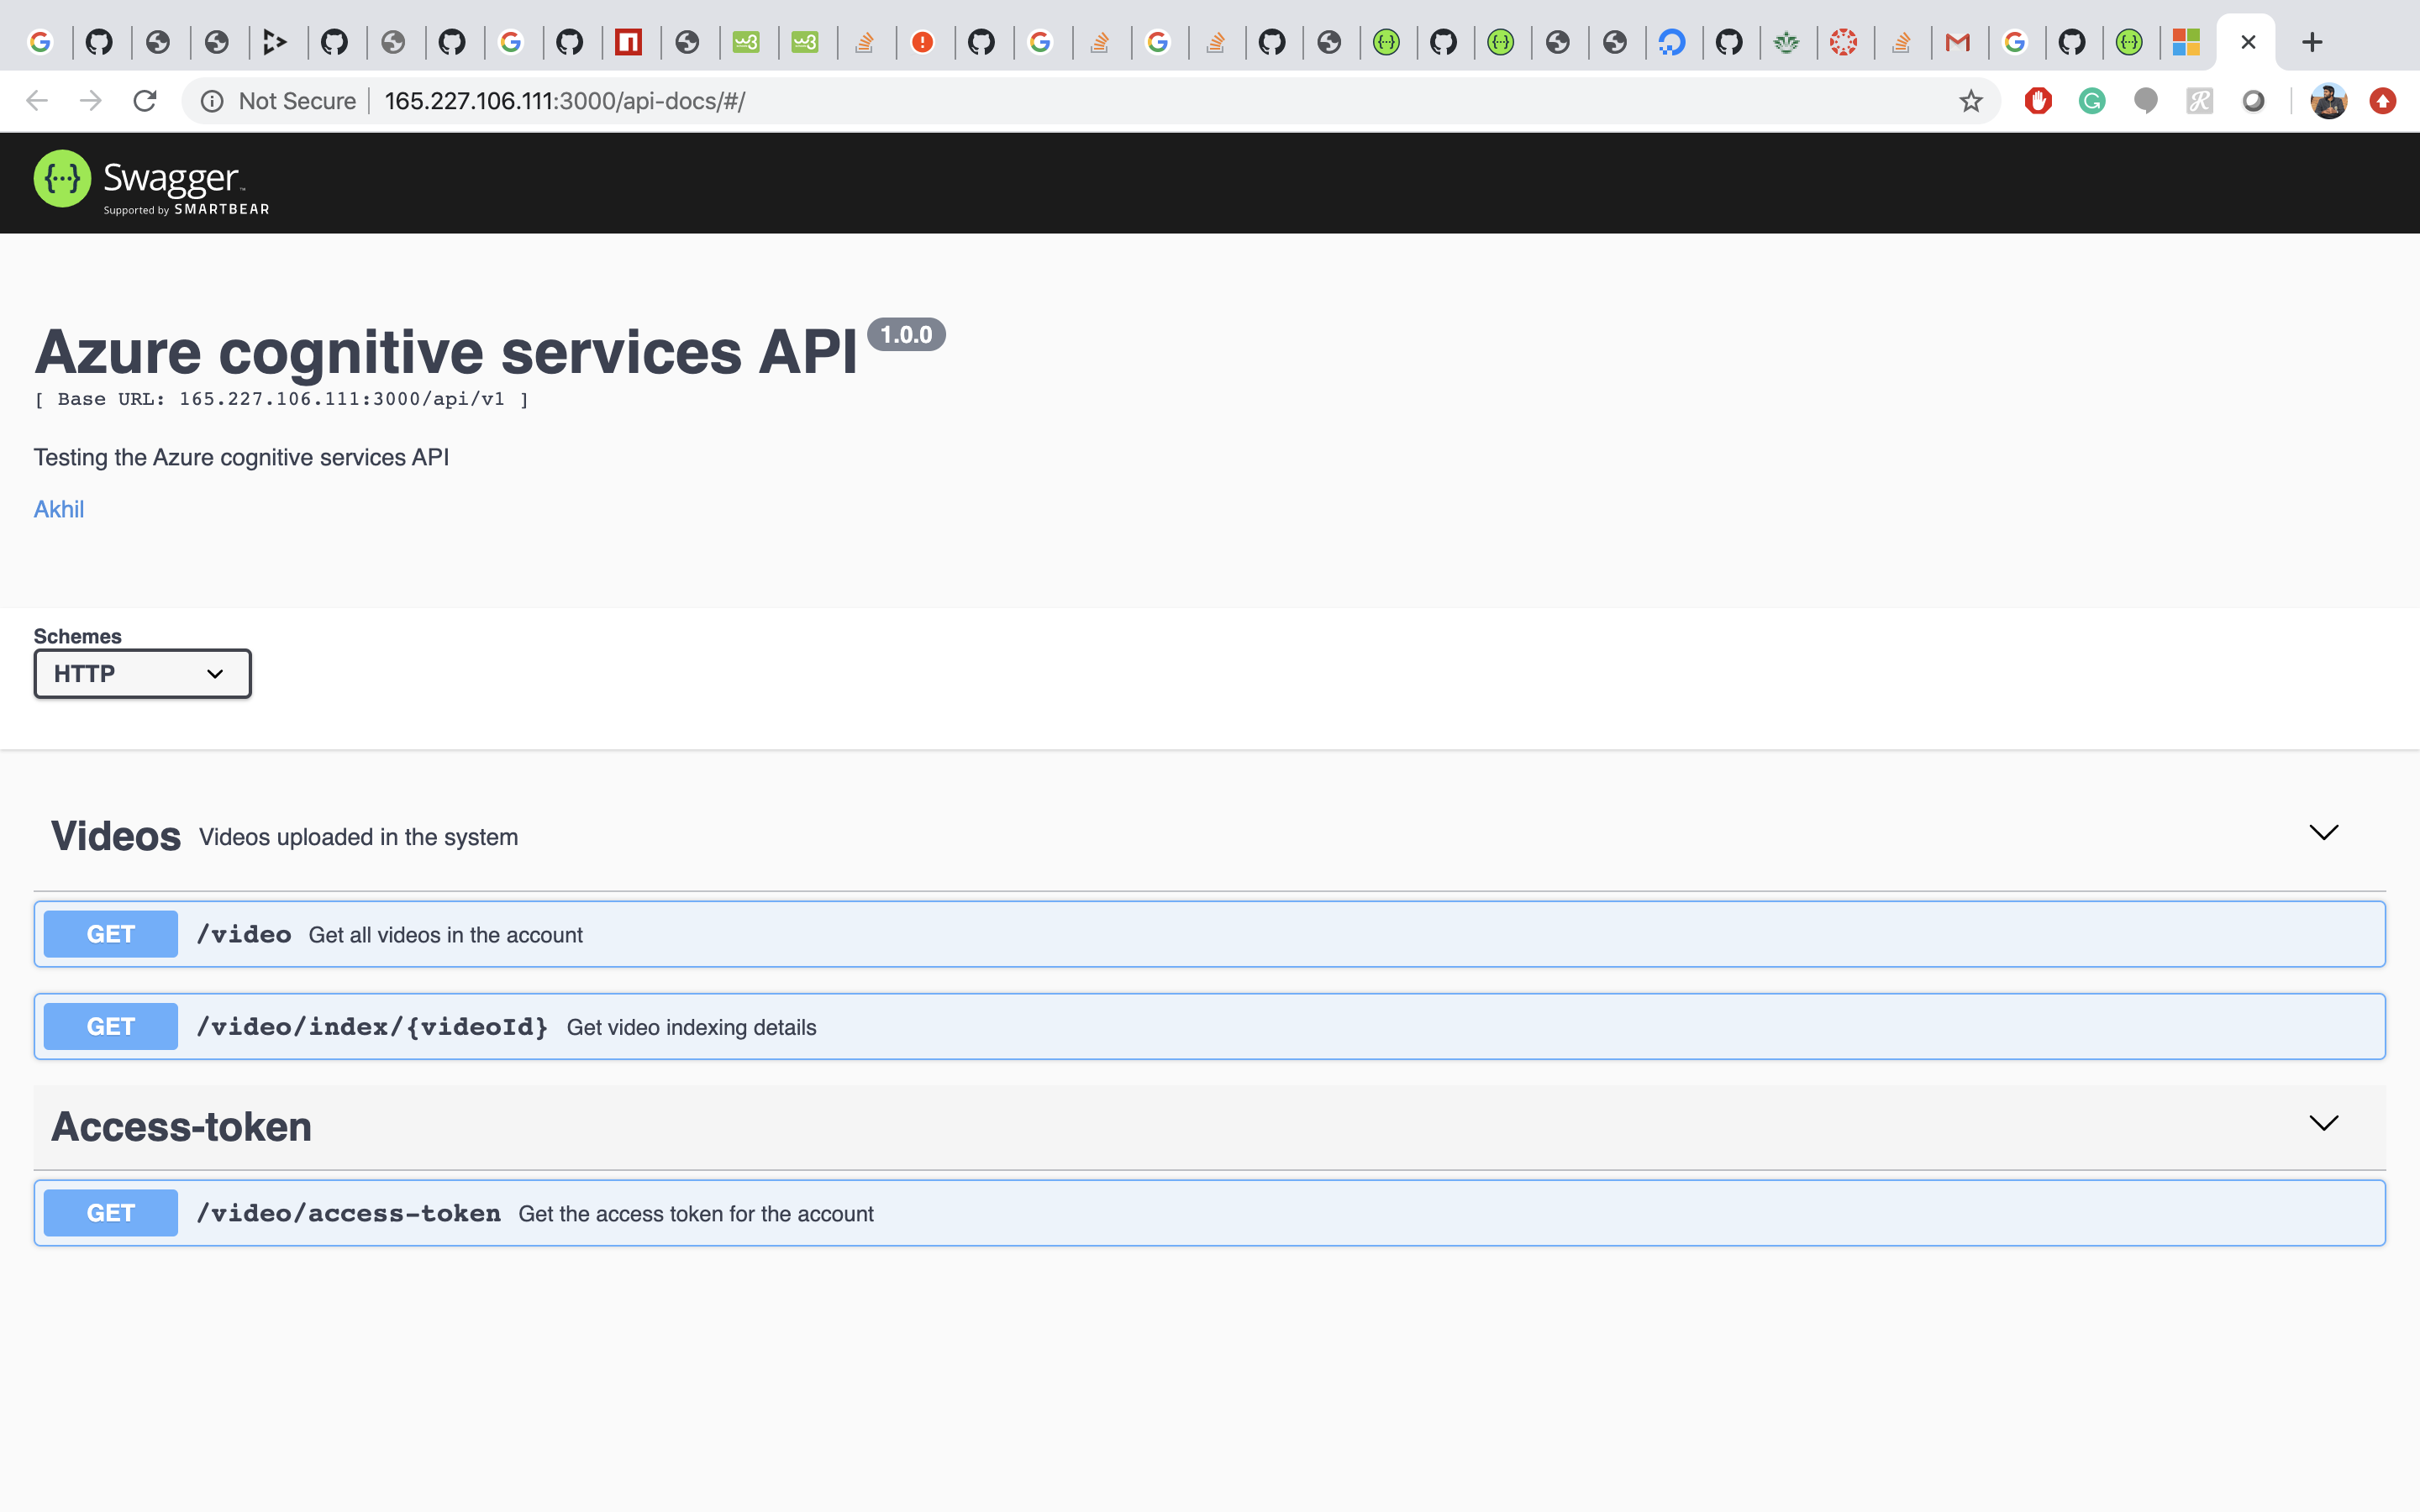 Not Secure
165.227.106.111:3000/api-docs/#/
{···} Swagger™
Supported by SMARTBEAR
Azure cognitive services API 1.0.0
[ Base URL: 165.227.106.111:3000/api/v1 ]
Testing the Azure cognitive services API
Akhil
Schemes
HTTP
Videos Videos uploaded in the system
GET /video Get all videos in the account
GET /video/index/{videoId} Get video indexing details
Access-token
GET /video/access-token Get the access token for the account